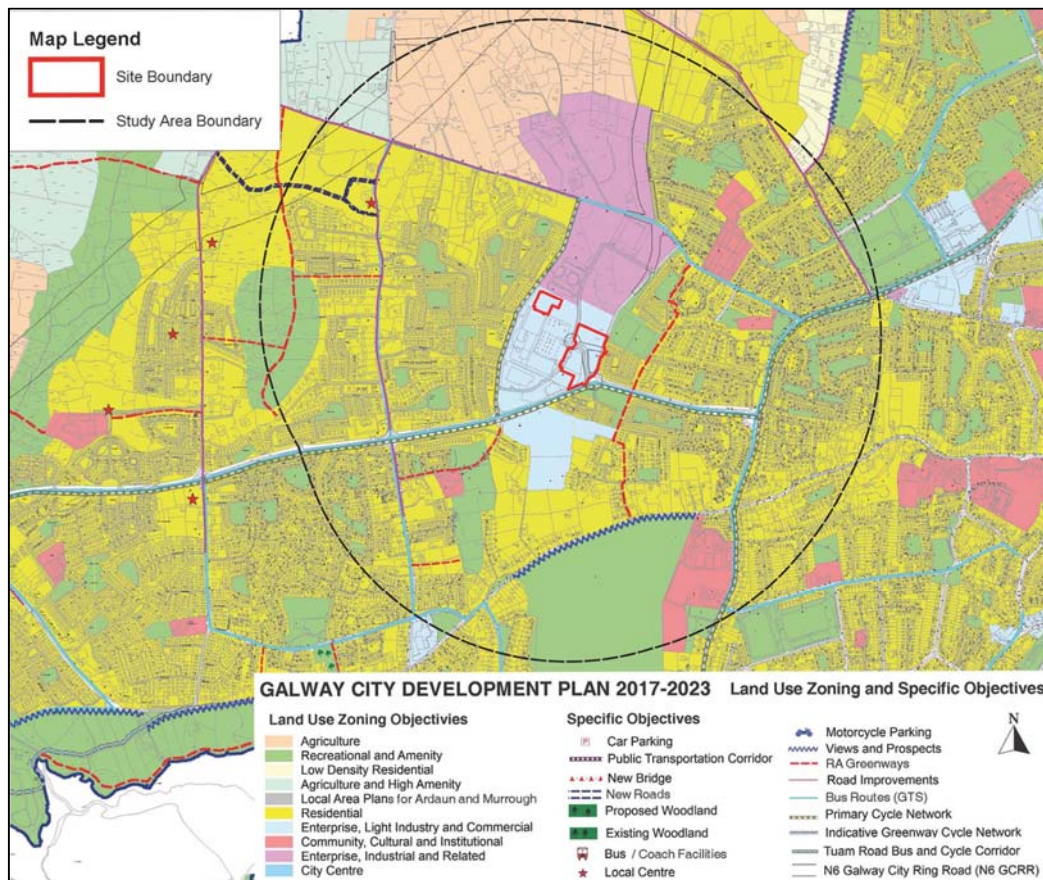 Map Legend
Site Boundary
Study Area Boundary
GALWAY CITY DEVELOPMENT PLAN 2017-2023 Land Use Zoning and Specific Objectives
Land Use Zoning Objectivies
Agriculture
Recreational and Amenity
Low Density Residential
Agriculture and High Amenity
Local Area Plans for Ardaun and Murrough
Residential
Enterprise, Light Industry and Commercial
Community, Cultural and Institutional
Enterprise, Industrial and Related
City Centre
Specific Objectives
P Car Parking
Public Transportation Corridor
New Bridge
New Roads
Proposed Woodland
Existing Woodland
Bus / Coach Facilities
Local Centre
Motorcycle Parking
Views and Prospects
RA Greenways
Road Improvements
Bus Routes (GTS)
Primary Cycle Network
Indicative Greenway Cycle Network
Tuam Road Bus and Cycle Corridor
N6 Galway City Ring Road (N6 GCRR)
N